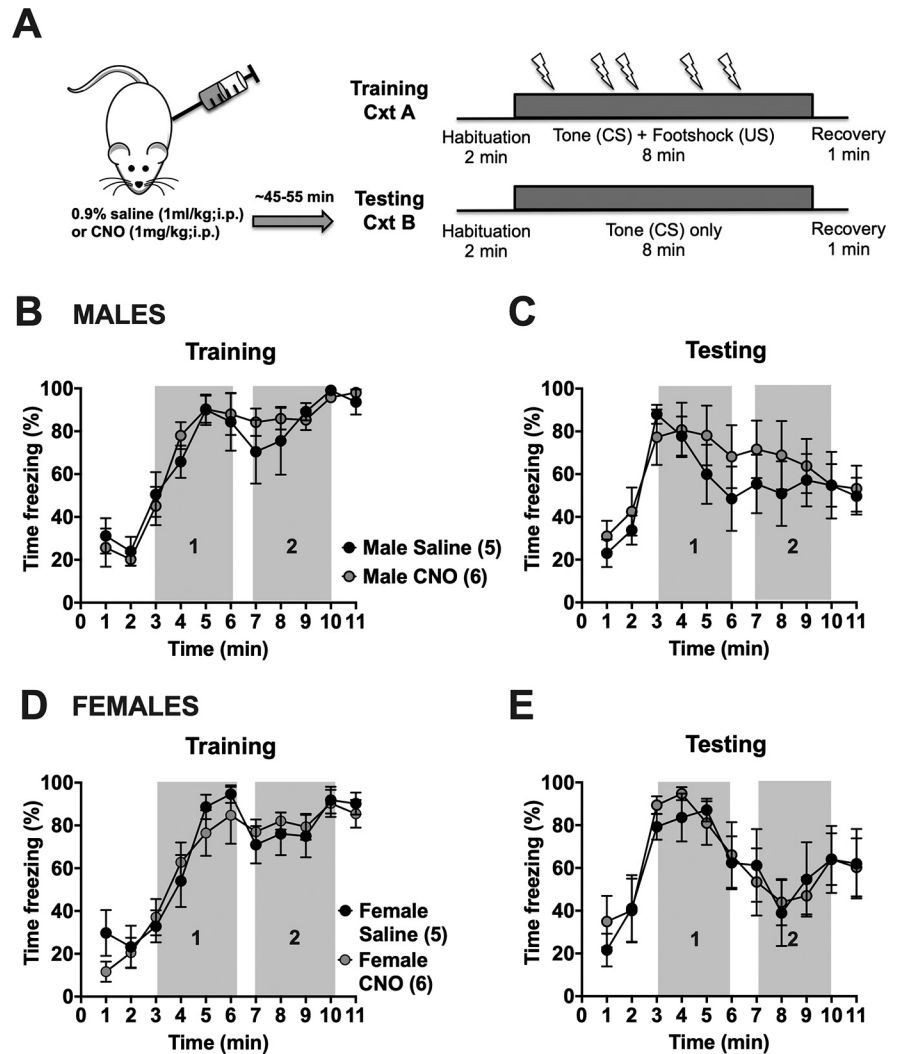 A
Training
Cxt A
Habituation
2 min
Tone (CS) + Footshock (US)
8 min
Recovery
1 min
0.9% saline (1ml/kg;i.p.)
or CNO (1mg/kg;i.p.)
~45-55 min
Testing
Cxt B
Habituation
2 min
Tone (CS) only
8 min
Recovery
1 min
B MALES
Training
Time freezing (%)
100
80
60
40
20
0
1
2
Male Saline (5)
Male CNO (6)
0 1 2 3 4 5 6 7 8 9 10 11
Time (min)
C
Testing
Time freezing (%)
100
80
60
40
20
0
1
2
0 1 2 3 4 5 6 7 8 9 10 11
Time (min)
D FEMALES
Training
Time freezing (%)
100
80
60
40
20
0
1
2
Female
Saline (5)
Female
CNO (6)
0 1 2 3 4 5 6 7 8 9 10 11
Time (min)
E
Testing
Time freezing (%)
100
80
60
40
20
0
1
2
0 1 2 3 4 5 6 7 8 9 10 11
Time (min)